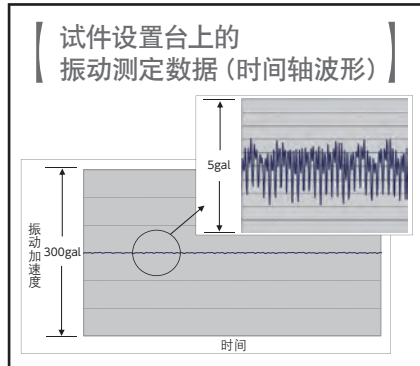 试件设置台上的
振动测定数据（时间轴波形）
5gal
振动加速度
300gal
时间